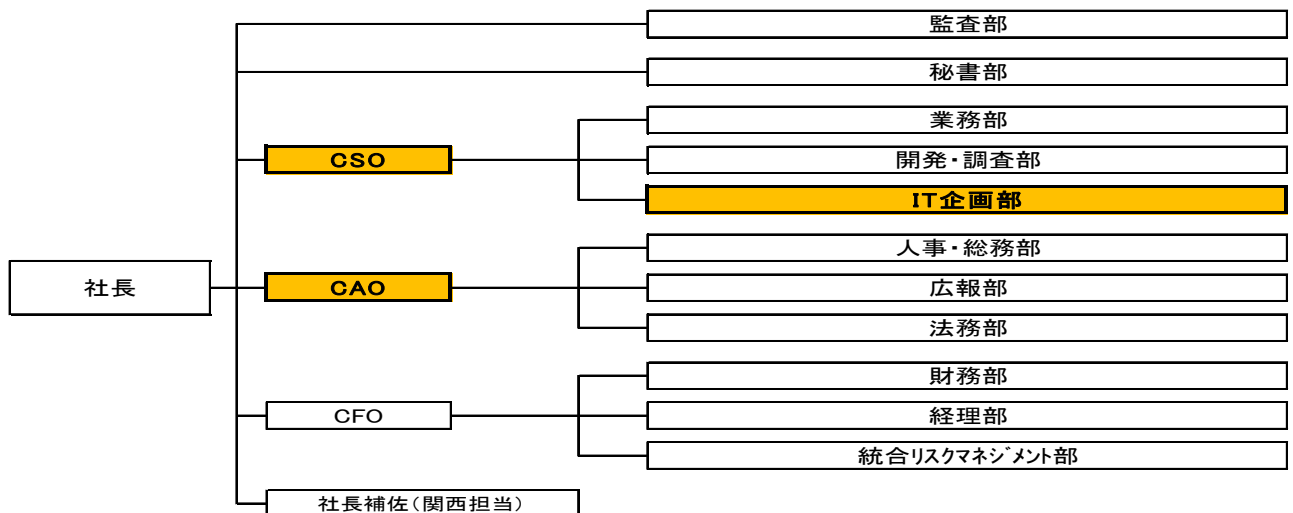 監査部
秘書部
業務部
CSO
開発・調査部
IT企画部
人事・総務部
社長
CAO
広報部
法務部
財務部
CFO
経理部
統合リスクマネジメント部
社長補佐(関西担当)